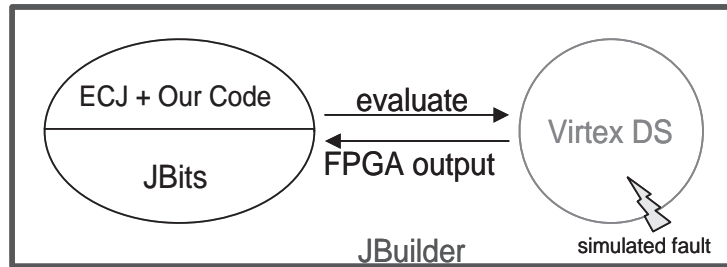 ECJ + Our Code
JBits
evaluate
FPGA output
Virtex DS
simulated fault
JBuilder